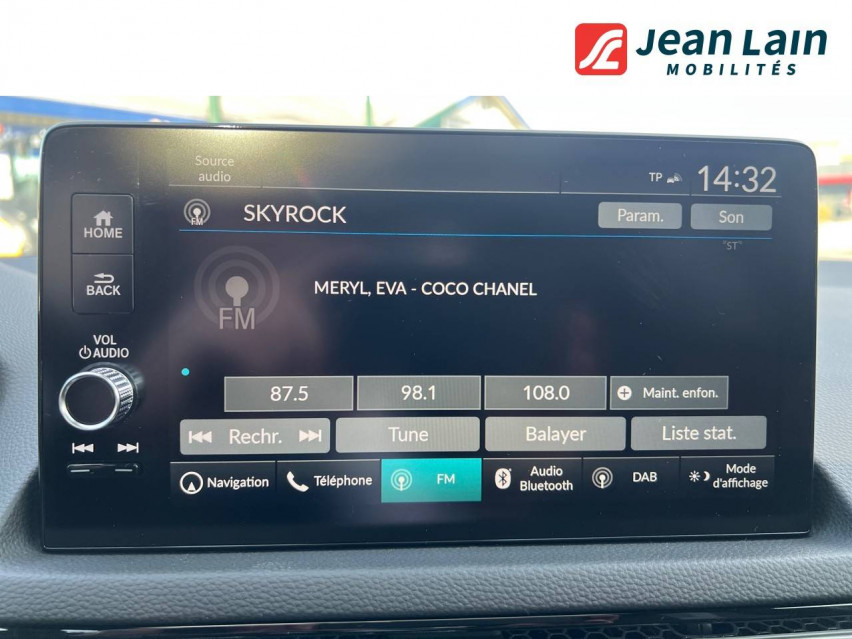 Jean Lain
MOBILITÉS
Source
audio
TP
14:32
HOME
BACK
VOL
AUDIO
FM
SKYROCK
Param.
Son
"ST"
FM
MERYL, EVA - COCO CHANEL
87.5
98.1
108.0
Maint. enfon.
Rechr.
Tune
Balayer
Liste stat.
Navigation
Téléphone
FM
Audio
Bluetooth
DAB
Mode
d'affichage